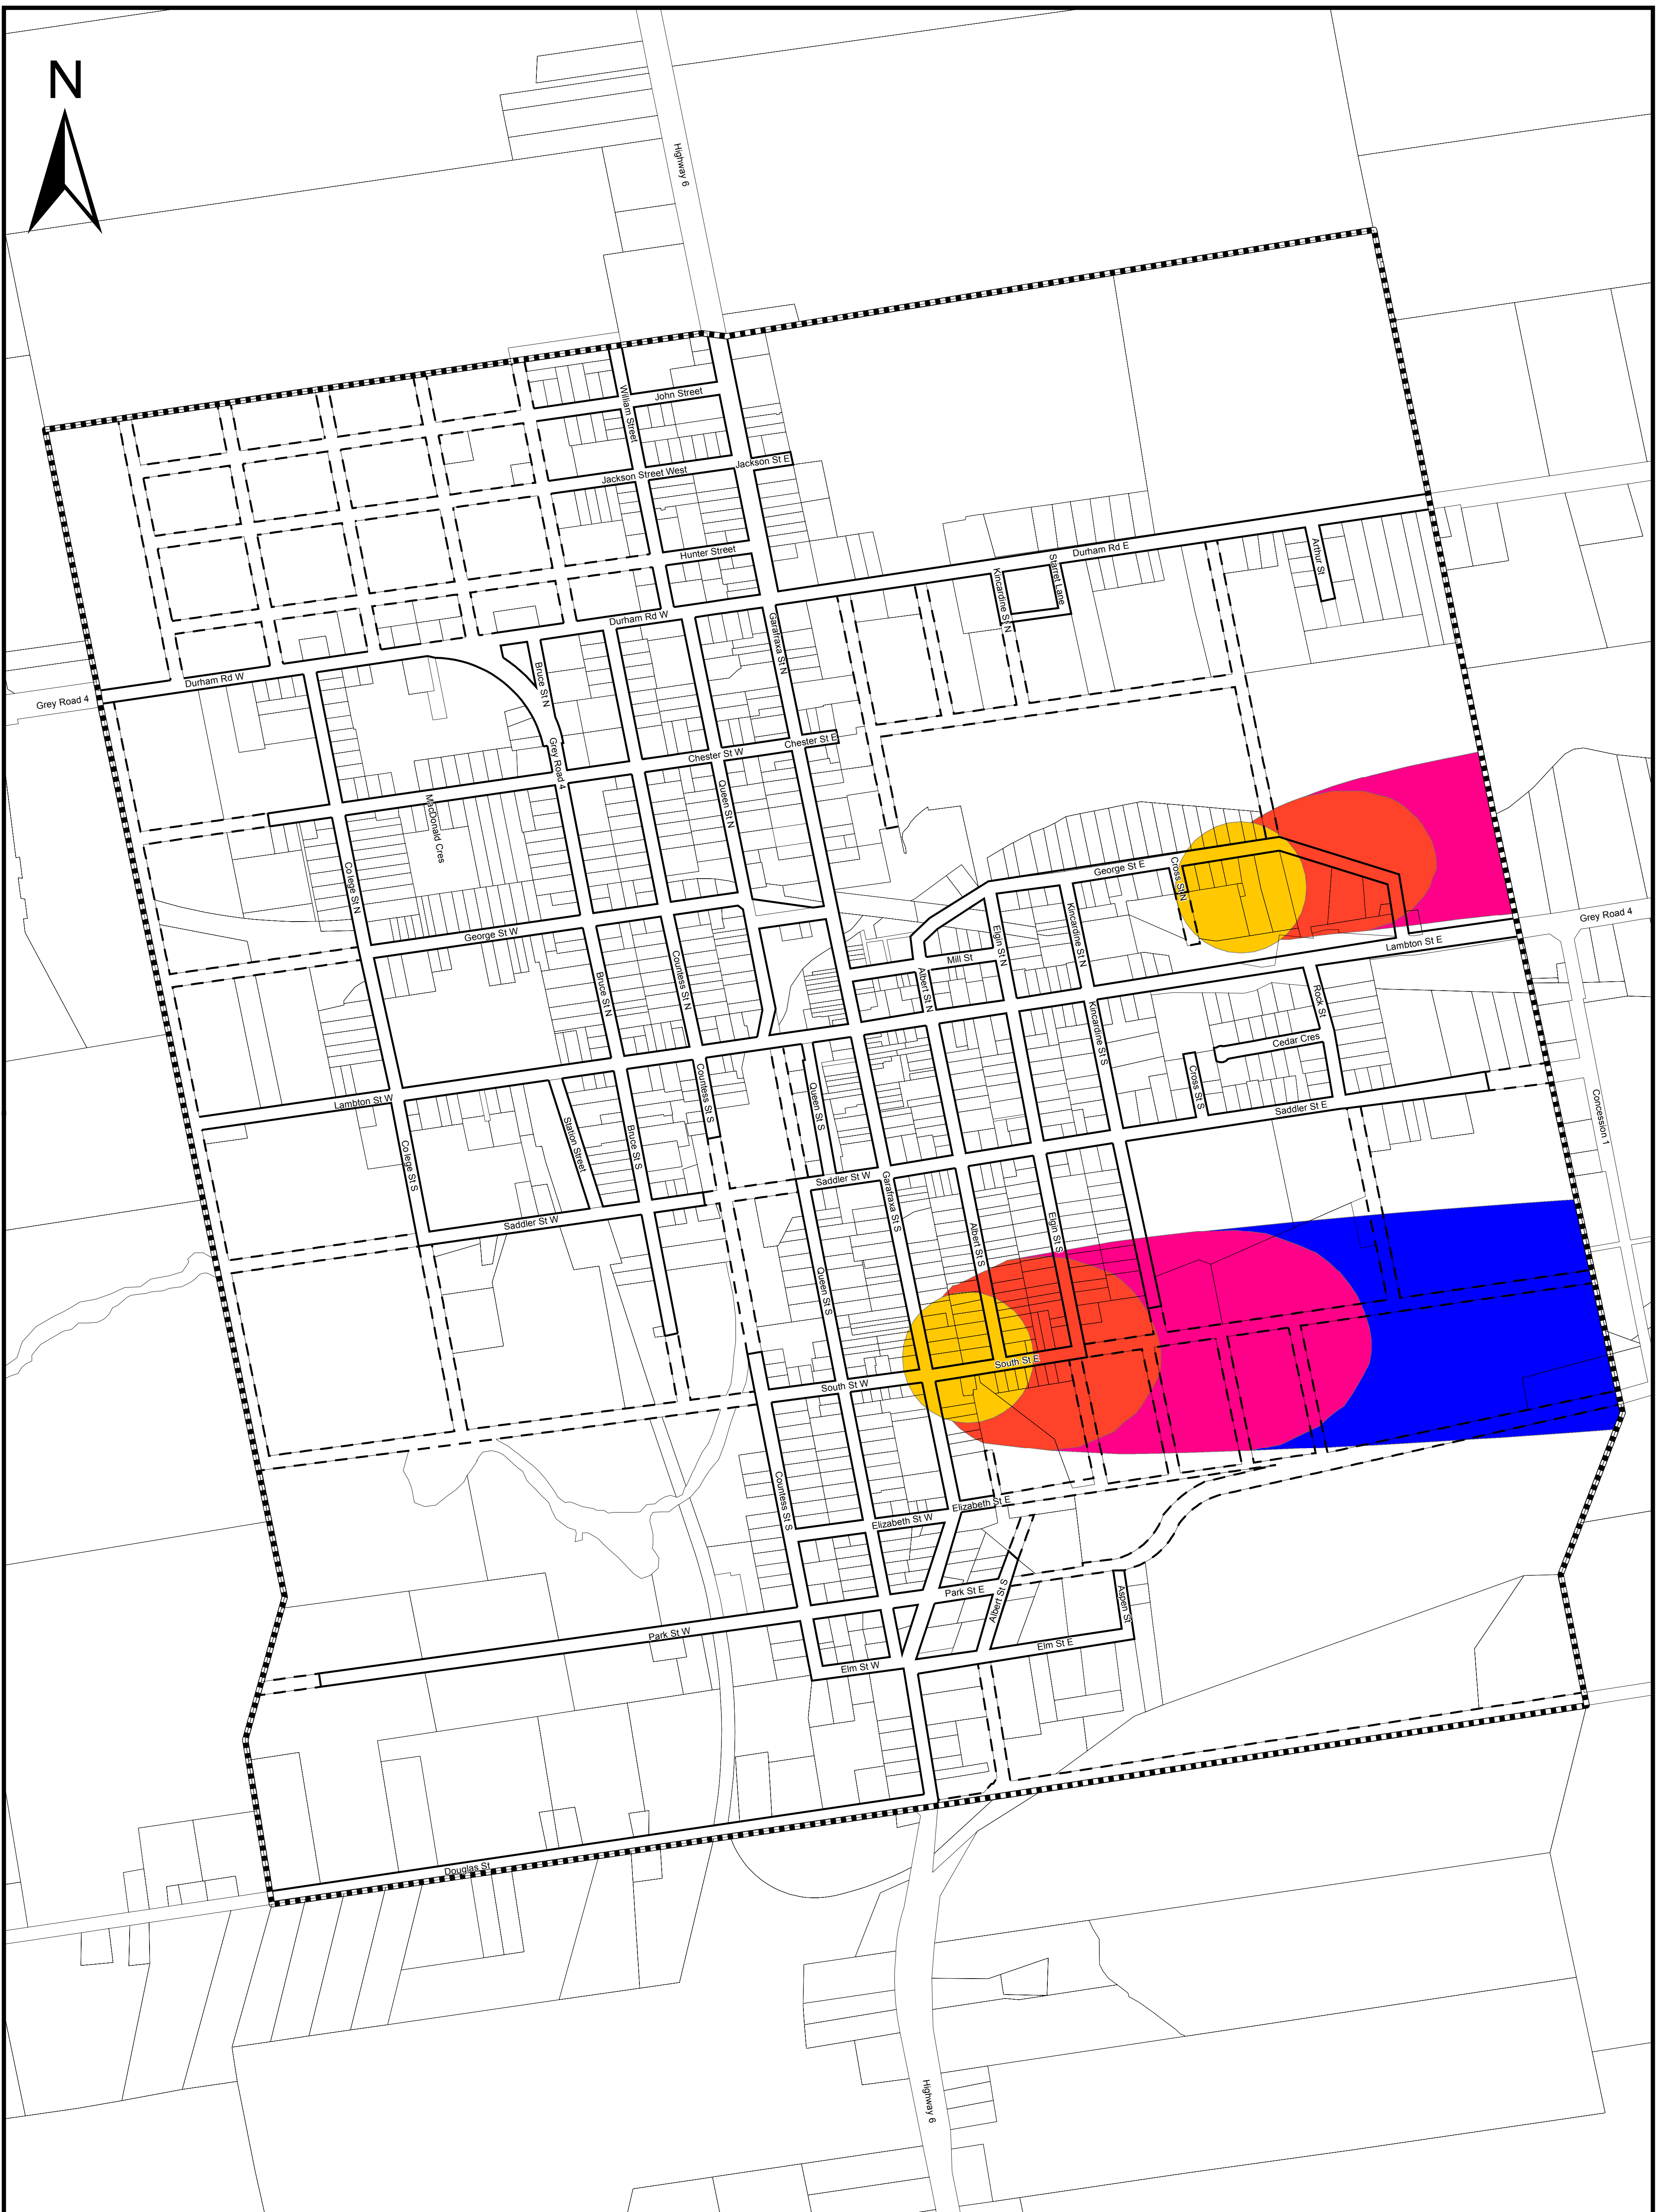 N
Highway 6
William Street
John Street
Jackson Street West
Jackson St E
Hunter Street
Durham Rd E
Starret Lane
Kincardine St N
Arthur St
Durham Rd W
Garafraxa St N
Bruce St N
Durham Rd W
Grey Road 4
Grey Road 4
Chester St W
Chester St E
Queen St N
MacDonald Cres
College St N
George St E
Cross St N
Grey Road 4
Lambton St E
George St W
Elgin St N
Kincardine St N
Mill St
Albert St N
Bruce St N
Countess St N
Rock St
Kincardine St S
Cedar Cres
Cross St S
Saddler St E
Concession 1
Lambton St W
Countess St S
Queen St S
Station Street
Bruce St S
College St S
Saddler St W
Saddler St W
Garafraxa St S
Albert St S
Elgin St S
Queen St S
South St E
South St W
Countess St S
Elizabeth St E
Elizabeth St W
Park St E
Albert St S
Aspen St
Park St W
Elm St E
Elm St W
Douglas St
Highway 6